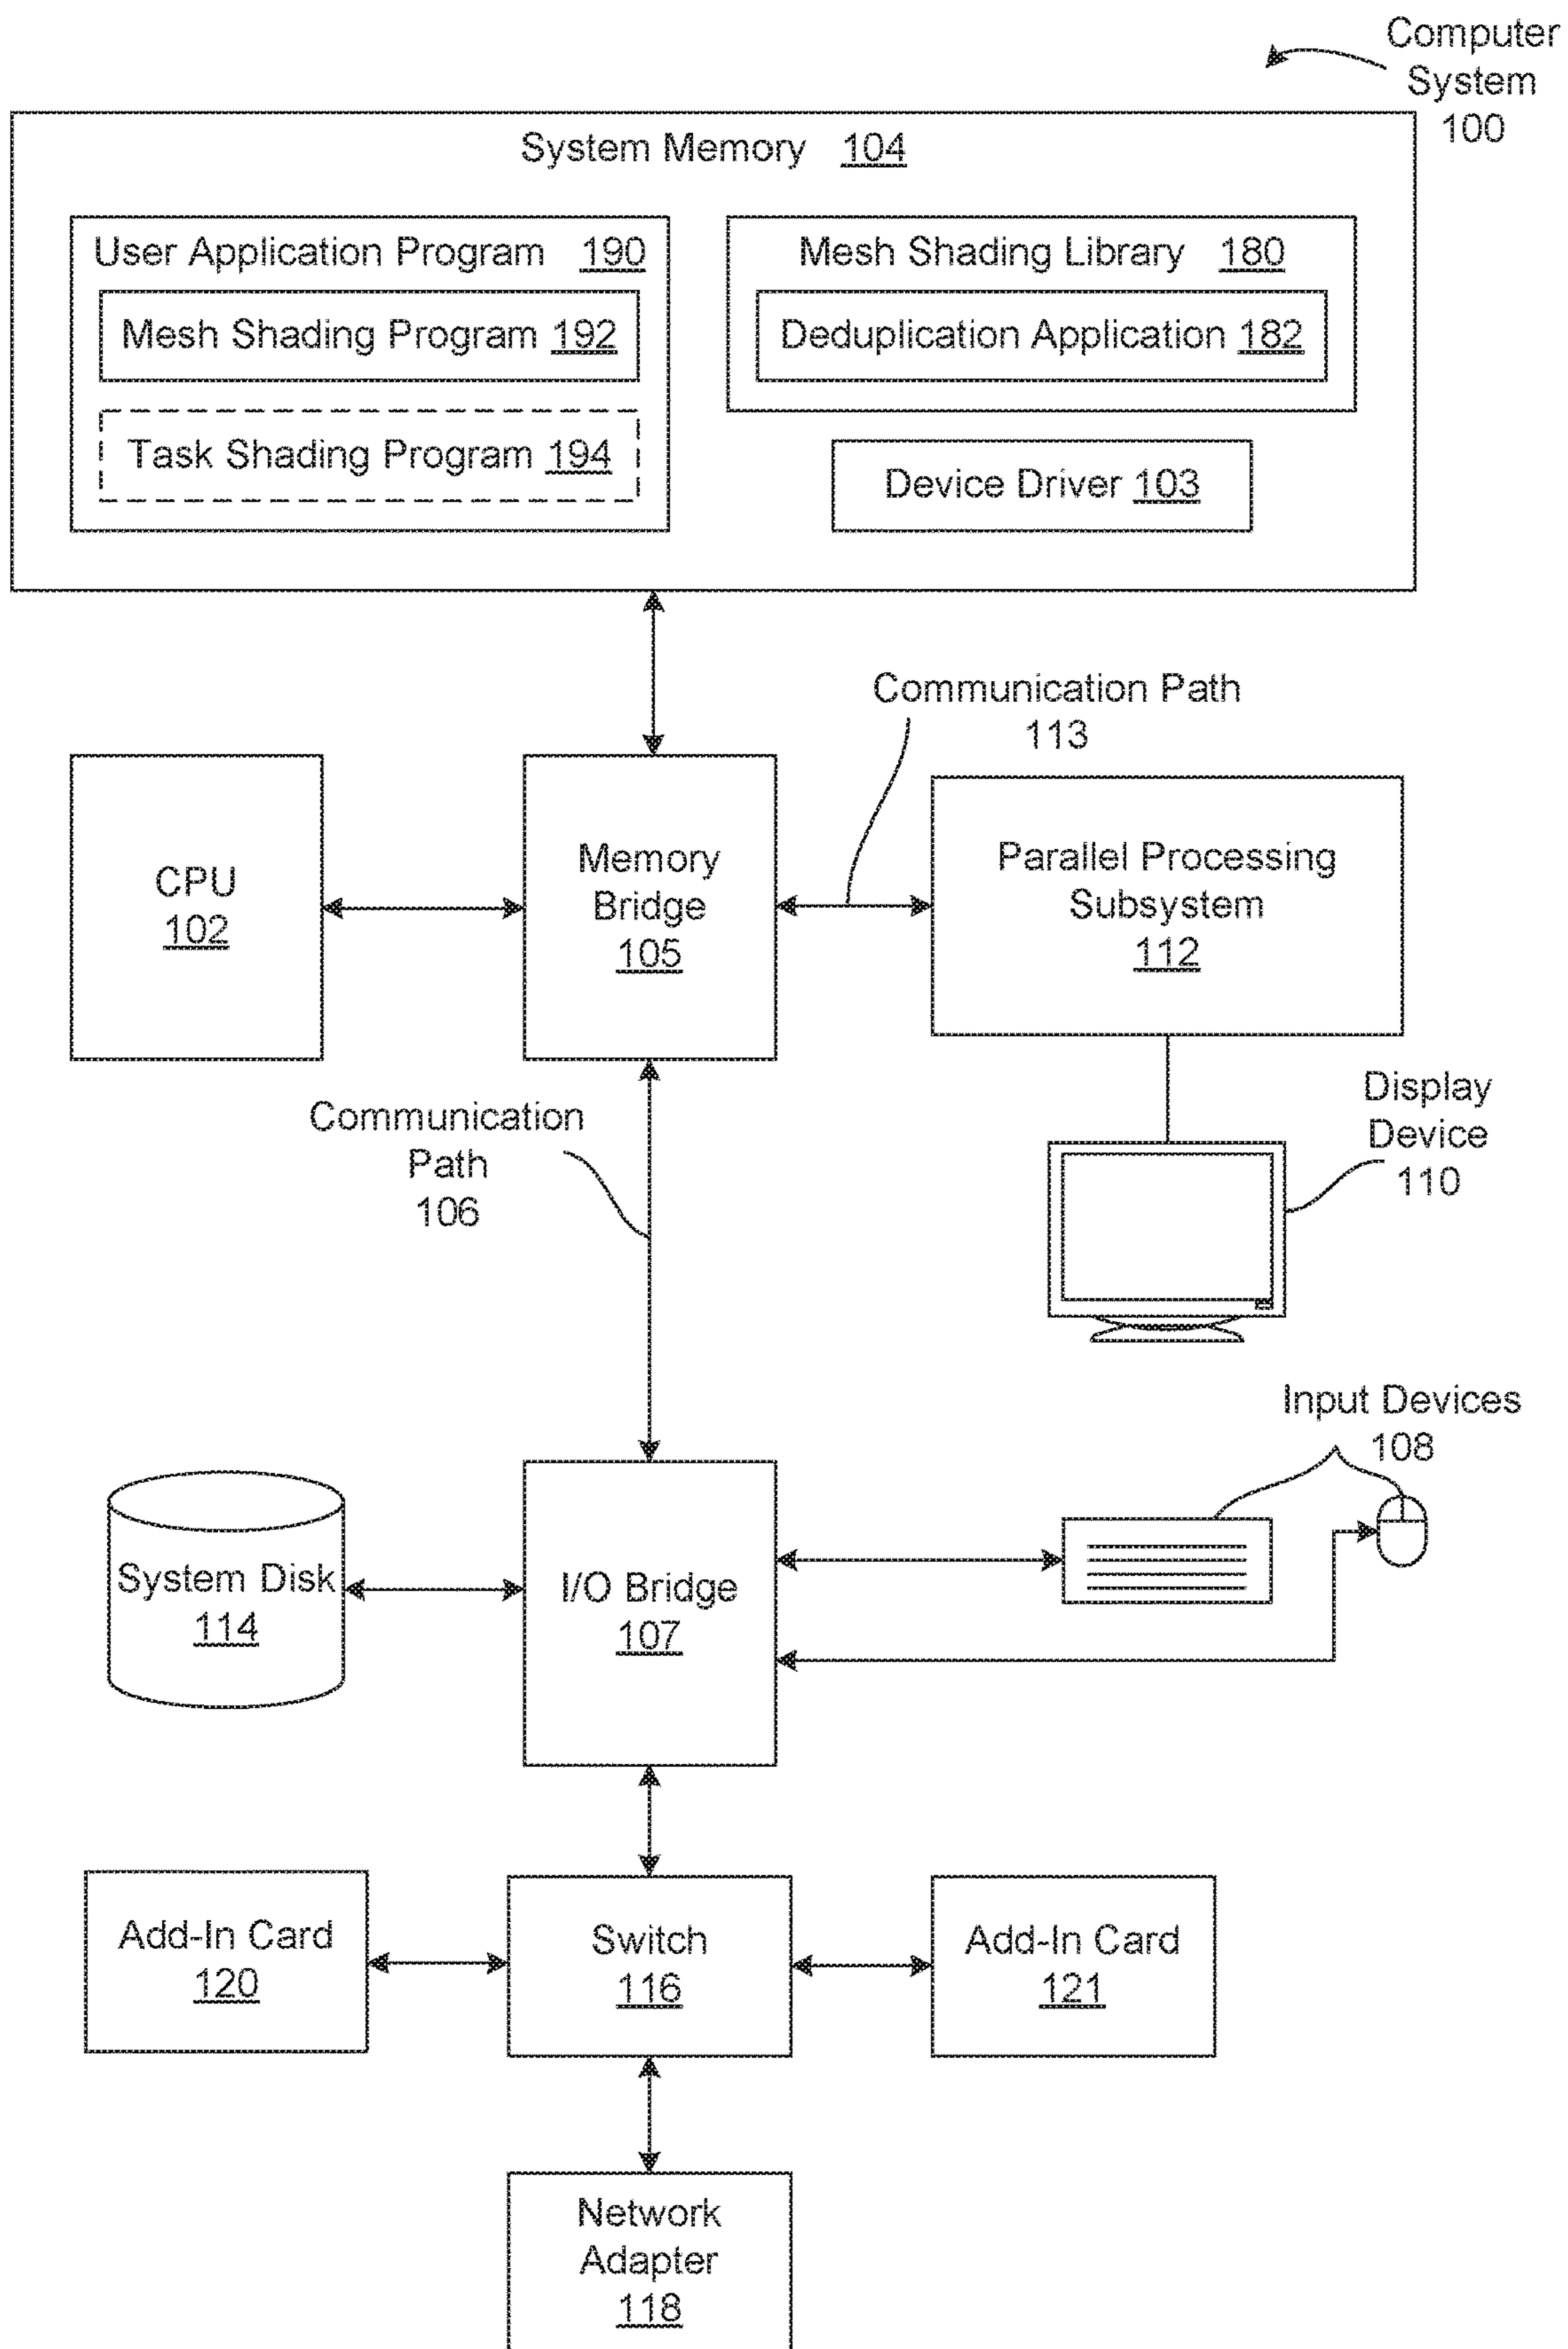 Computer
System
100
System Memory 104
User Application Program 190
Mesh Shading Program 192
Task Shading Program 194
Mesh Shading Library 180
Deduplication Application 182
Device Driver 103
Communication Path
113
CPU
102
Memory
Bridge
105
Parallel Processing
Subsystem
112
Communication
Path
106
Display
Device
110
Input Devices
108
System Disk
114
I/O Bridge
107
Add-In Card
120
Switch
116
Add-In Card
121
Network
Adapter
118